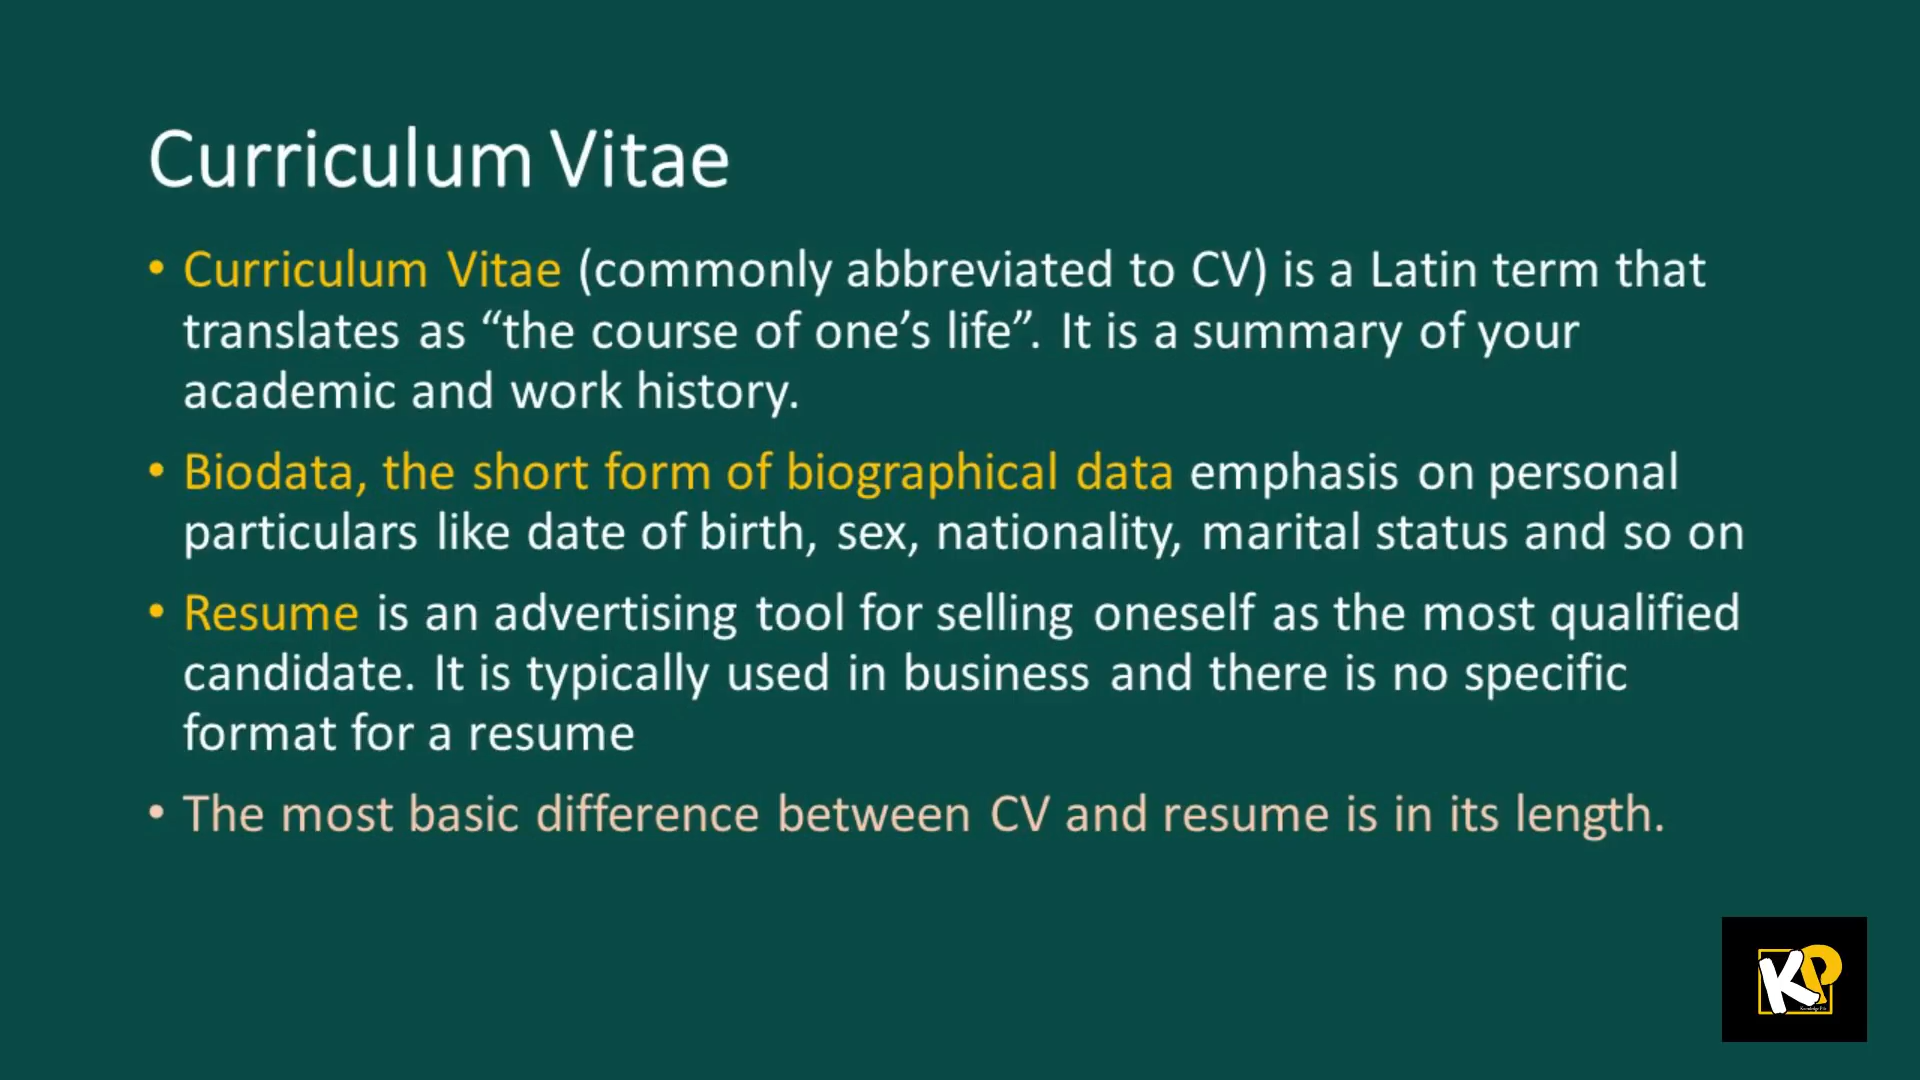 Curriculum Vitae
• Curriculum Vitae (commonly abbreviated to CV) is a Latin term that
translates as “the course of one’s life”. It is a summary of your
academic and work history.
• Biodata, the short form of biographical data emphasis on personal
particulars like date of birth, sex, nationality, marital status and so on
• Resume is an advertising tool for selling oneself as the most qualified
candidate. It is typically used in business and there is no specific
format for a resume
• The most basic difference between CV and resume is in its length.
KP